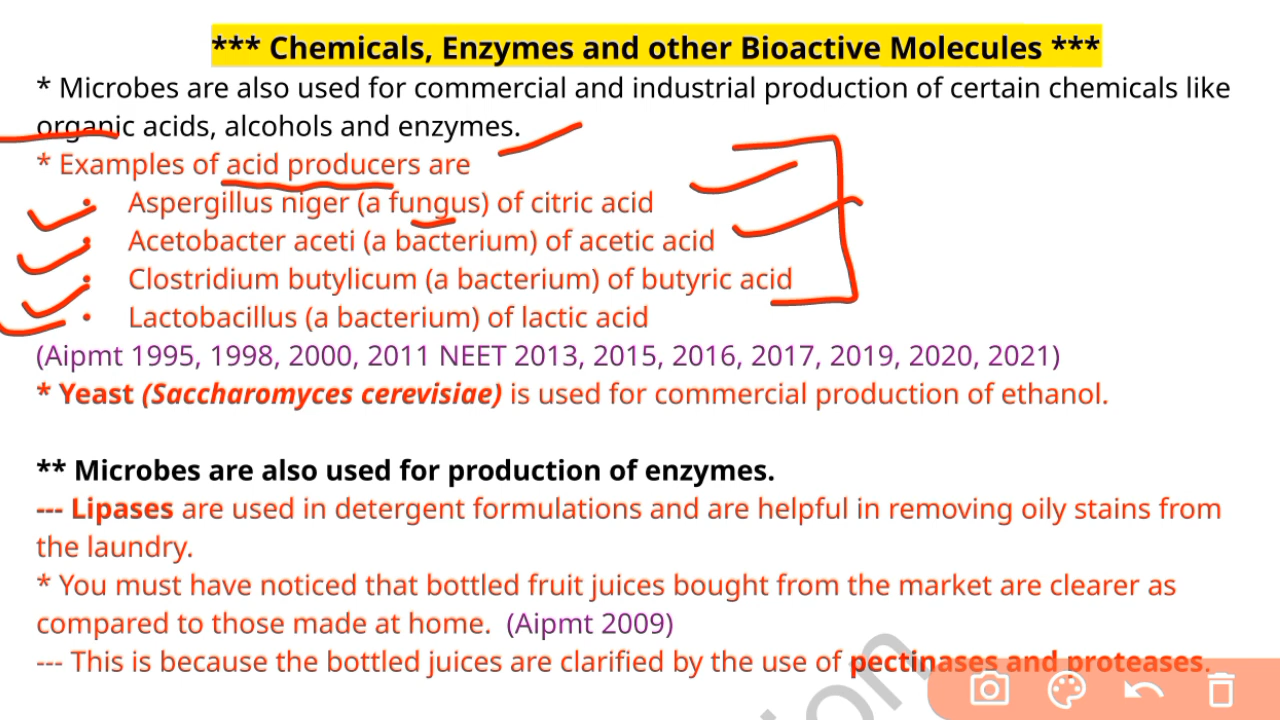 *** Chemicals, Enzymes and other Bioactive Molecules ***
* Microbes are also used for commercial and industrial production of certain chemicals like
organic acids, alcohols and enzymes.
* Examples of acid producers are
• Aspergillus niger (a fungus) of citric acid
• Acetobacter aceti (a bacterium) of acetic acid
• Clostridium butylicum (a bacterium) of butyric acid
• Lactobacillus (a bacterium) of lactic acid
(Aipmt 1995, 1998, 2000, 2011 NEET 2013, 2015, 2016, 2017, 2019, 2020, 2021)
* Yeast (Saccharomyces cerevisiae) is used for commercial production of ethanol.
** Microbes are also used for production of enzymes.
--- Lipases are used in detergent formulations and are helpful in removing oily stains from
the laundry.
* You must have noticed that bottled fruit juices bought from the market are clearer as
compared to those made at home. (Aipmt 2009)
--- This is because the bottled juices are clarified by the use of pectinases and proteases.